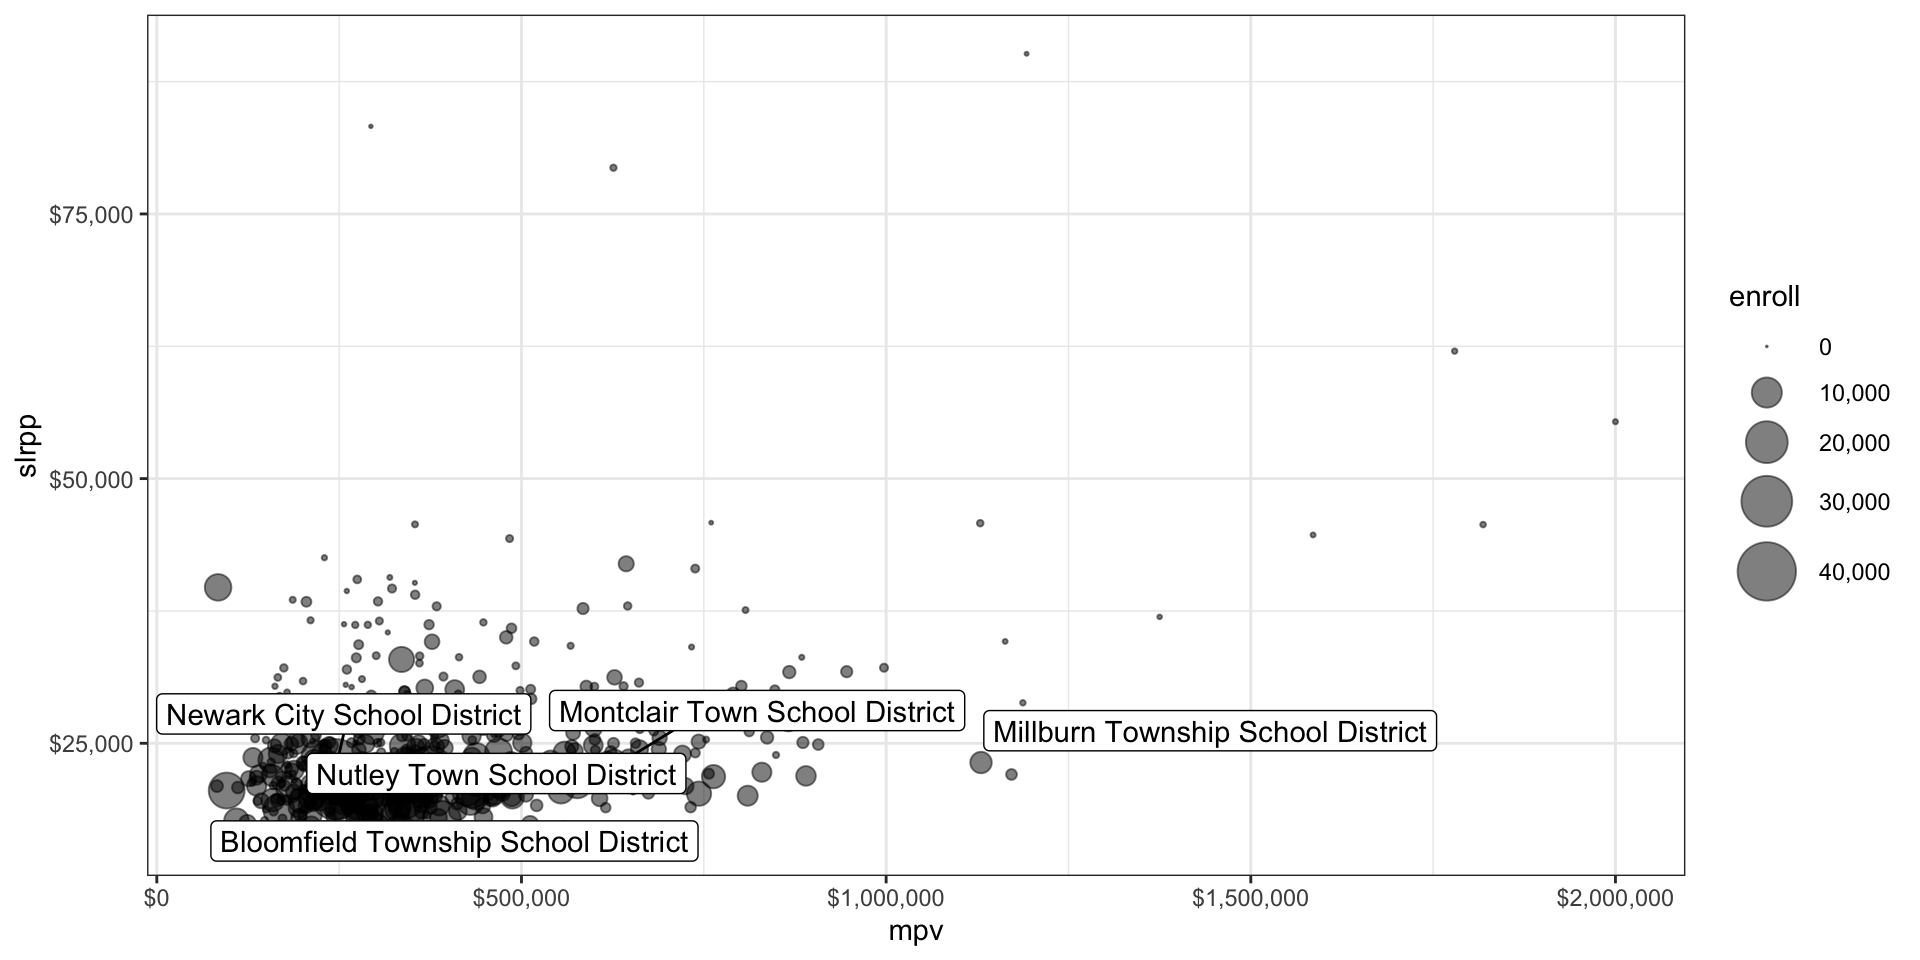 $75,000
$50,000
$25,000
slrpp
Newark City School District
Montclair Town School District
Millburn Township School District
Nutley Town School District
Bloomfield Township School District
$0
$500,000
$1,000,000
$1,500,000
$2,000,000
mpv
enroll
0
10,000
20,000
30,000
40,000